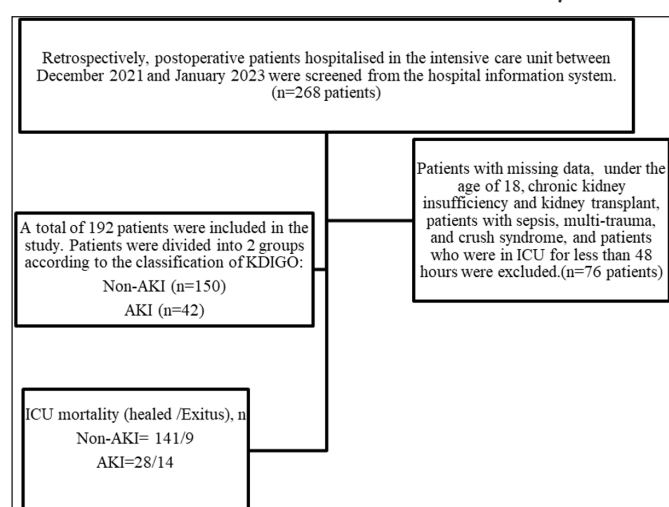 Retrospectively, postoperative patients hospitalised in the intensive care unit between
December 2021 and January 2023 were screened from the hospital information system.
(n=268 patients)
Patients with missing data, under the
age of 18, chronic kidney
insufficiency and kidney transplant,
patients with sepsis, multi-trauma,
and crush syndrome, and patients
who were in ICU for less than 48
hours were excluded.(n=76 patients)
A total of 192 patients were included in the
study. Patients were divided into 2 groups
according to the classification of KDIGO:
Non-AKI (n=150)
AKI (n=42)
ICU mortality (healed /Exitus), n
Non-AKI= 141/9
AKI=28/14